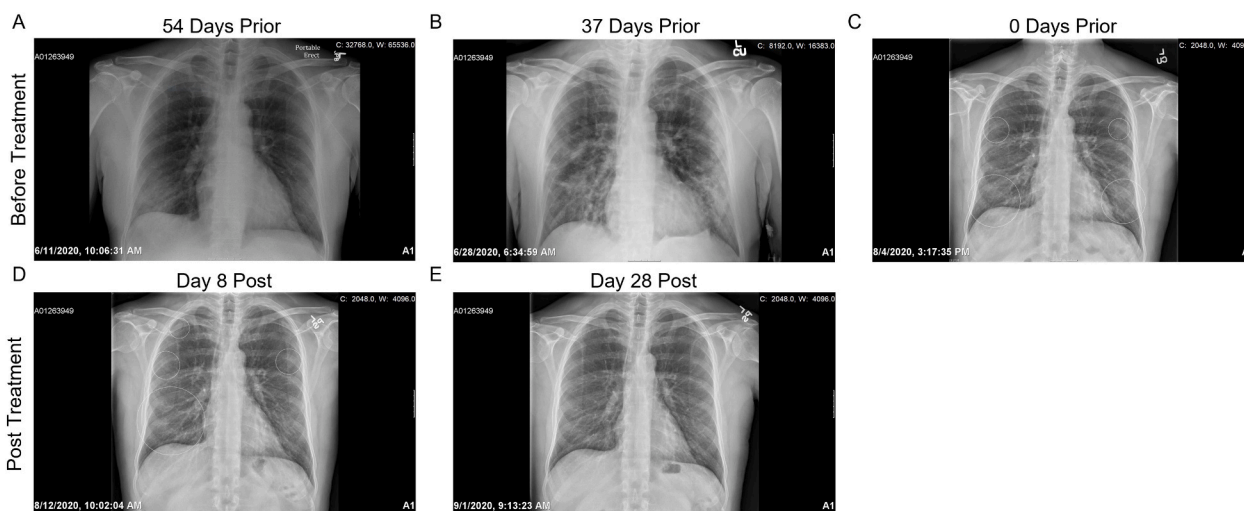 A
54 Days Prior
B
37 Days Prior
C
0 Days Prior
Before Treatment
A01263949
Portable
Erect
C: 32768.0, W: 65536.0
6/11/2020, 10:06:31 AM
A1
A01263949
C: 8192.0, W: 16383.0
6/28/2020, 6:34:59 AM
A1
A01263949
C: 2048.0, W: 409
8/4/2020, 3:17:35 PM
D
Day 8 Post
E
Day 28 Post
Post Treatment
A01263949
C: 2048.0, W: 4096.0
8/12/2020, 10:02:04 AM
A1
A01263949
C: 2048.0, W: 4096.0
9/1/2020, 9:13:23 AM
A1